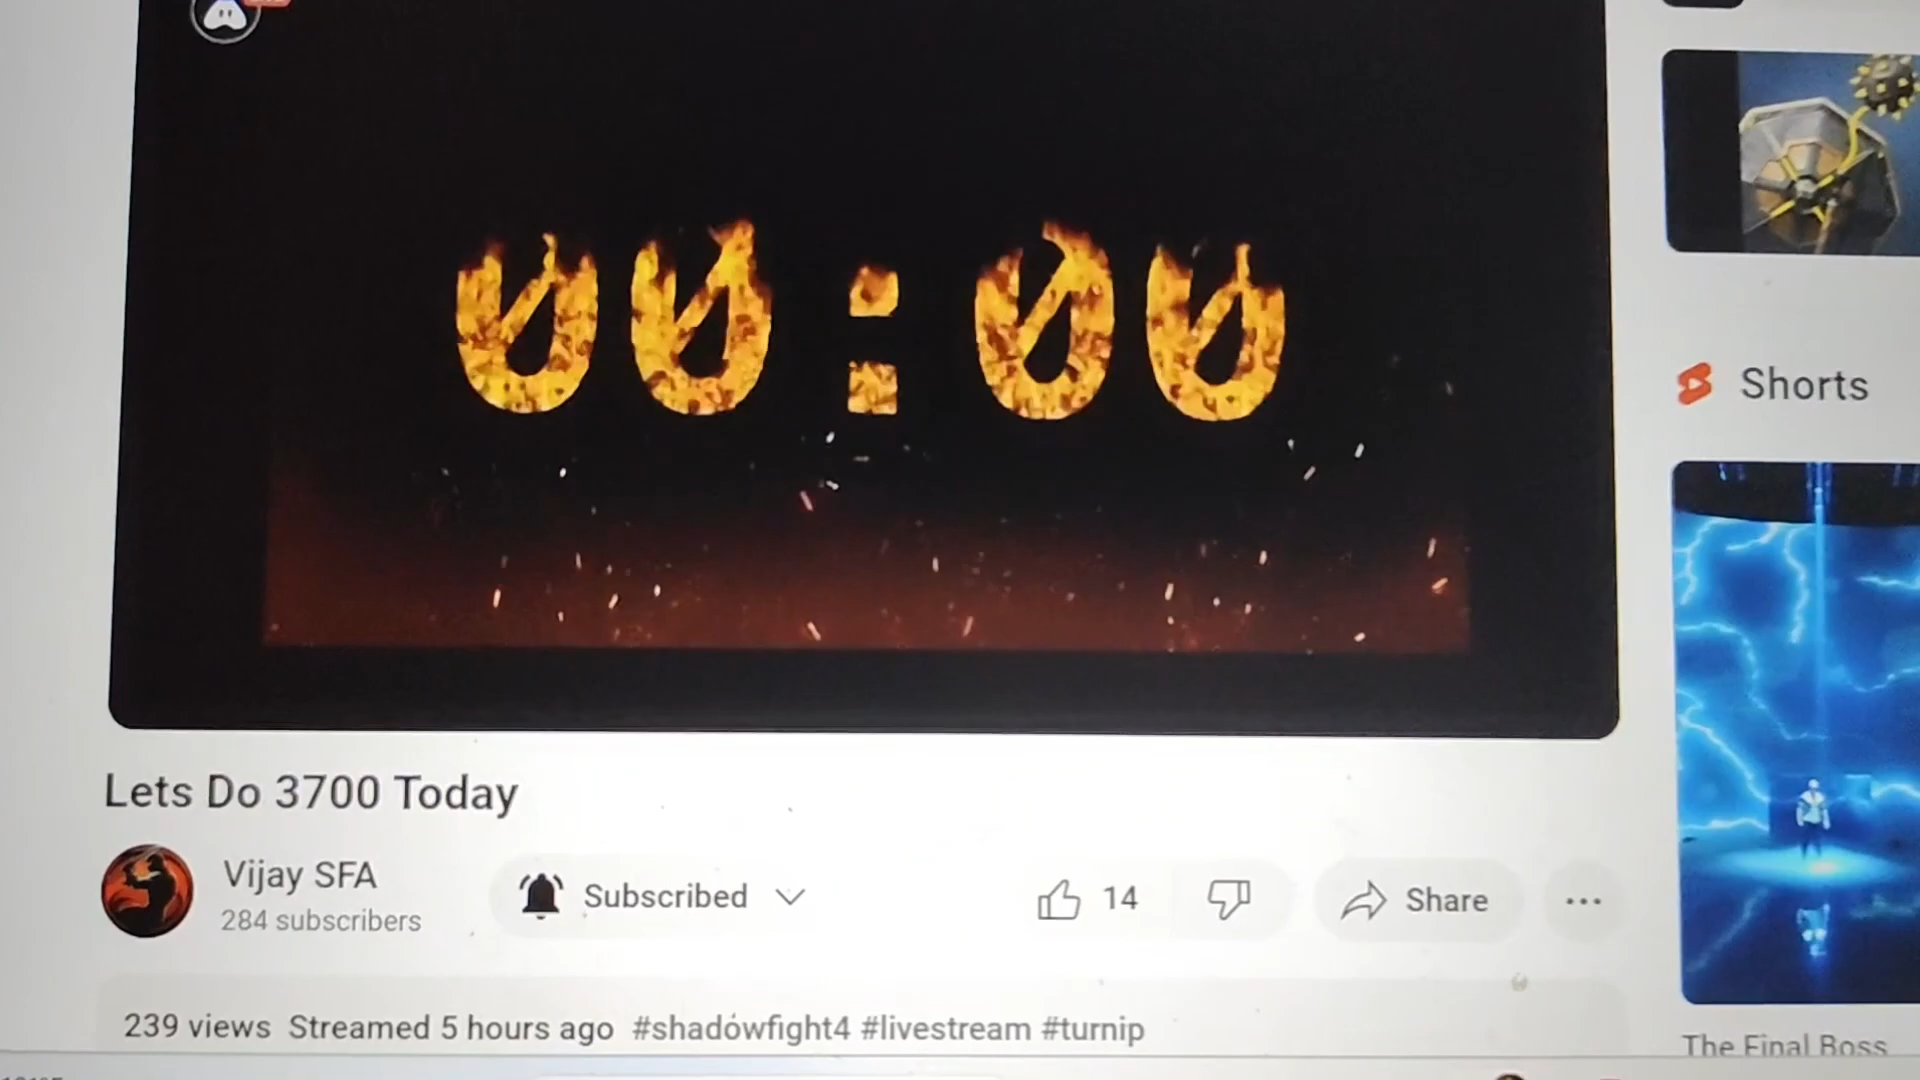 00:00
Shorts
Lets Do 3700 Today
Vijay SFA
284 subscribers
Subscribed
14
Share
239 views Streamed 5 hours ago #shadowfight4 #livestream #turnip
The Final Boss